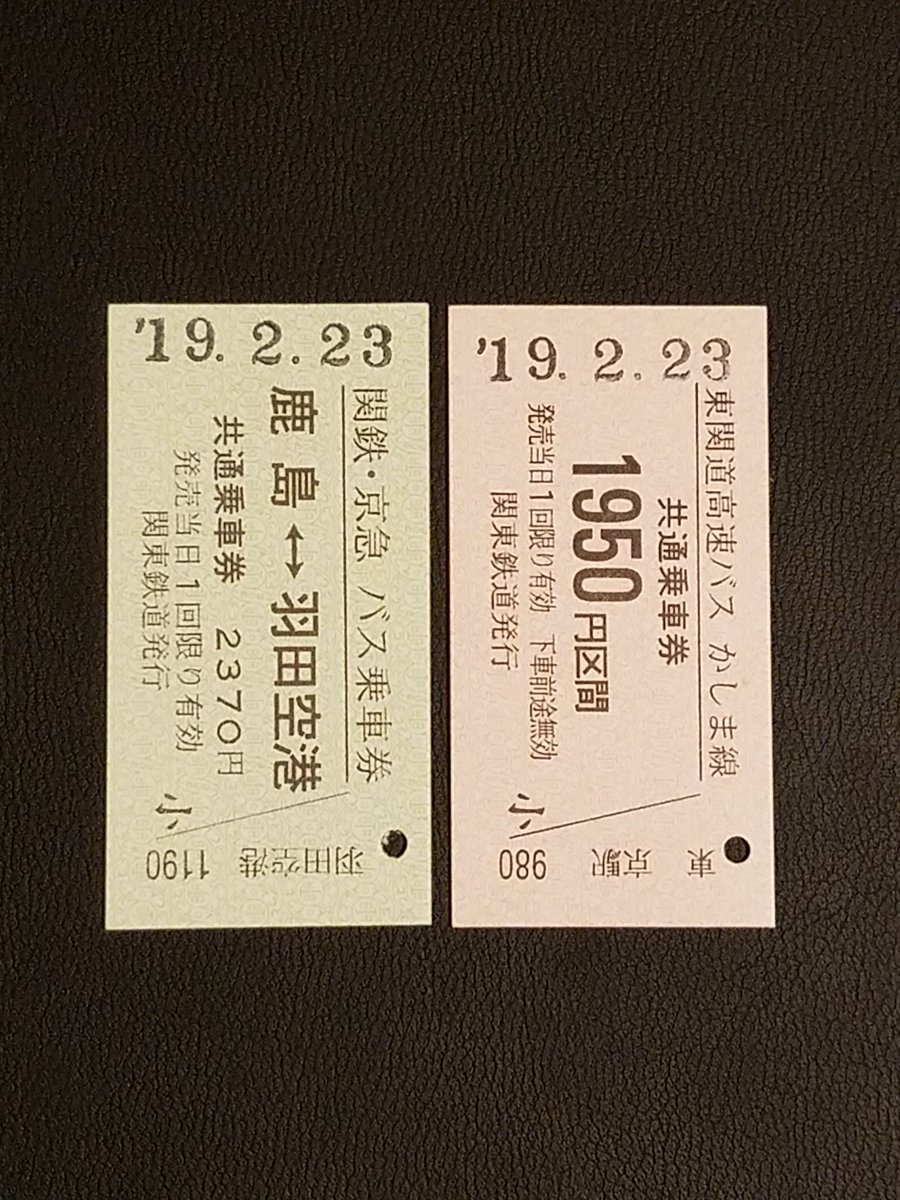 '19. 2. 23
関鉄・京急 バス乗車券
鹿島↔羽田空港
共通乗車券 2370円
発売当日1回限り有効
関東鉄道発行
小
羽田空港
1190
'19. 2. 23
東関道高速バス かしま線
共通乗車券
1950円区間
発売当日1回限り有効 下車前途無効
関東鉄道発行
小
東京駅
980